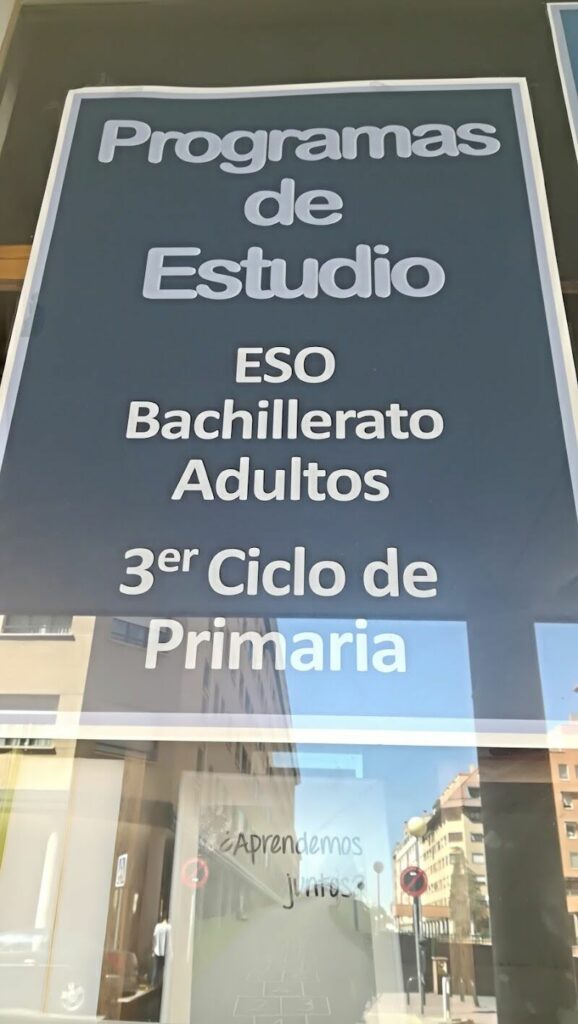 Programas
de
Estudio
ESO
Bachillerato
Adultos
3er Ciclo de
Primaria
¿Aprendemos
juntos?